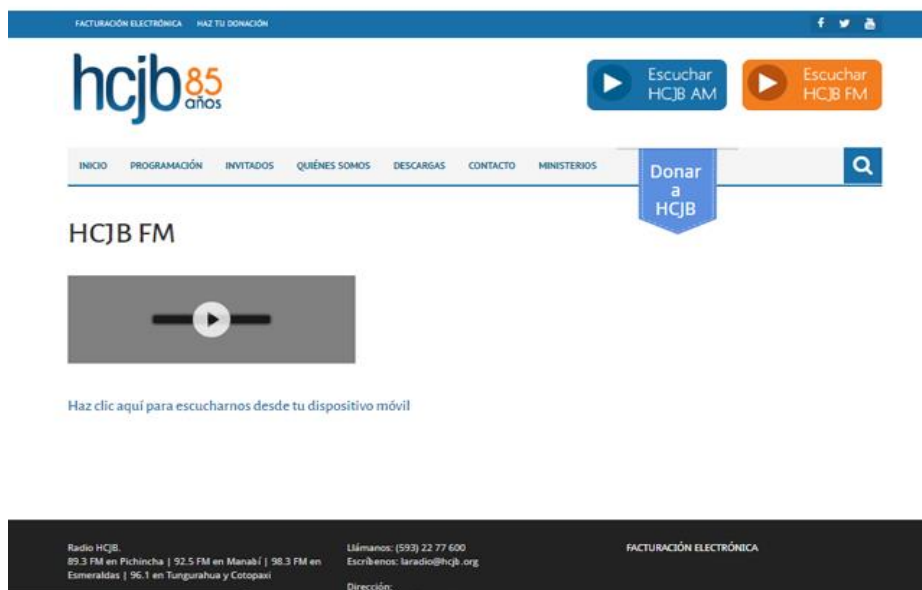 FACTURACIÓN ELECTRÓNICA HAZ TU DONACIÓN
hcjb 85
años
Escuchar
HCJB AM
Escuchar
HCJB FM
INICIO PROGRAMACIÓN INVITADOS QUIÉNES SOMOS DESCARGAS CONTACTO MINISTERIOS
Donar
a
HCJB
HCJB FM
Haz clic aquí para escucharnos desde tu dispositivo móvil
Radio HCJB.
89.3 FM en Pichincha | 92.5 FM en Manabí | 98.3 FM en
Esmeraldas | 96.1 en Tungurahua y Cotopaxi
Llámanos: (593) 22 77 600
Escríbenos: laradio@hcjb.org
Dirección:
FACTURACIÓN ELECTRÓNICA